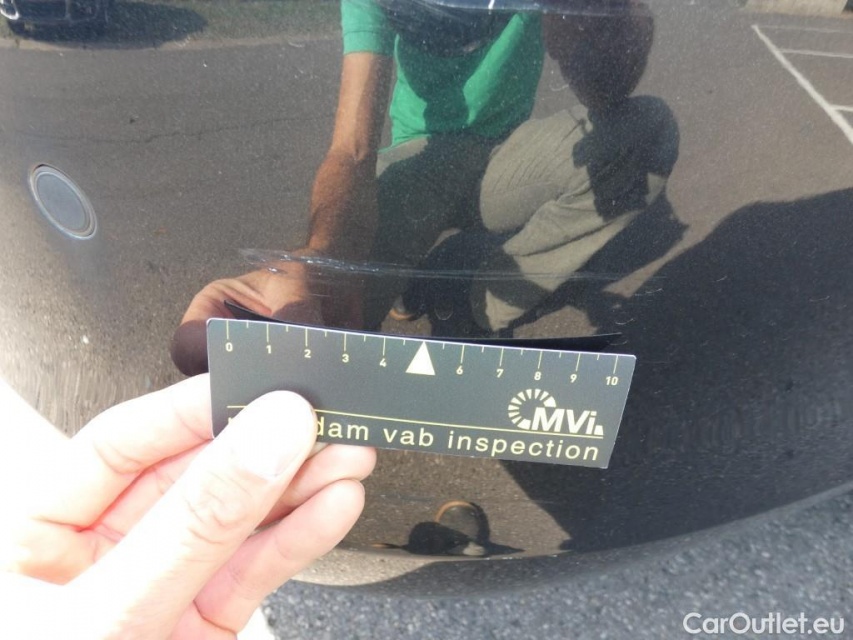 0 1 2 3 4 6 7 8 9 10
MVi
dam vab inspection
CarOutlet.eu